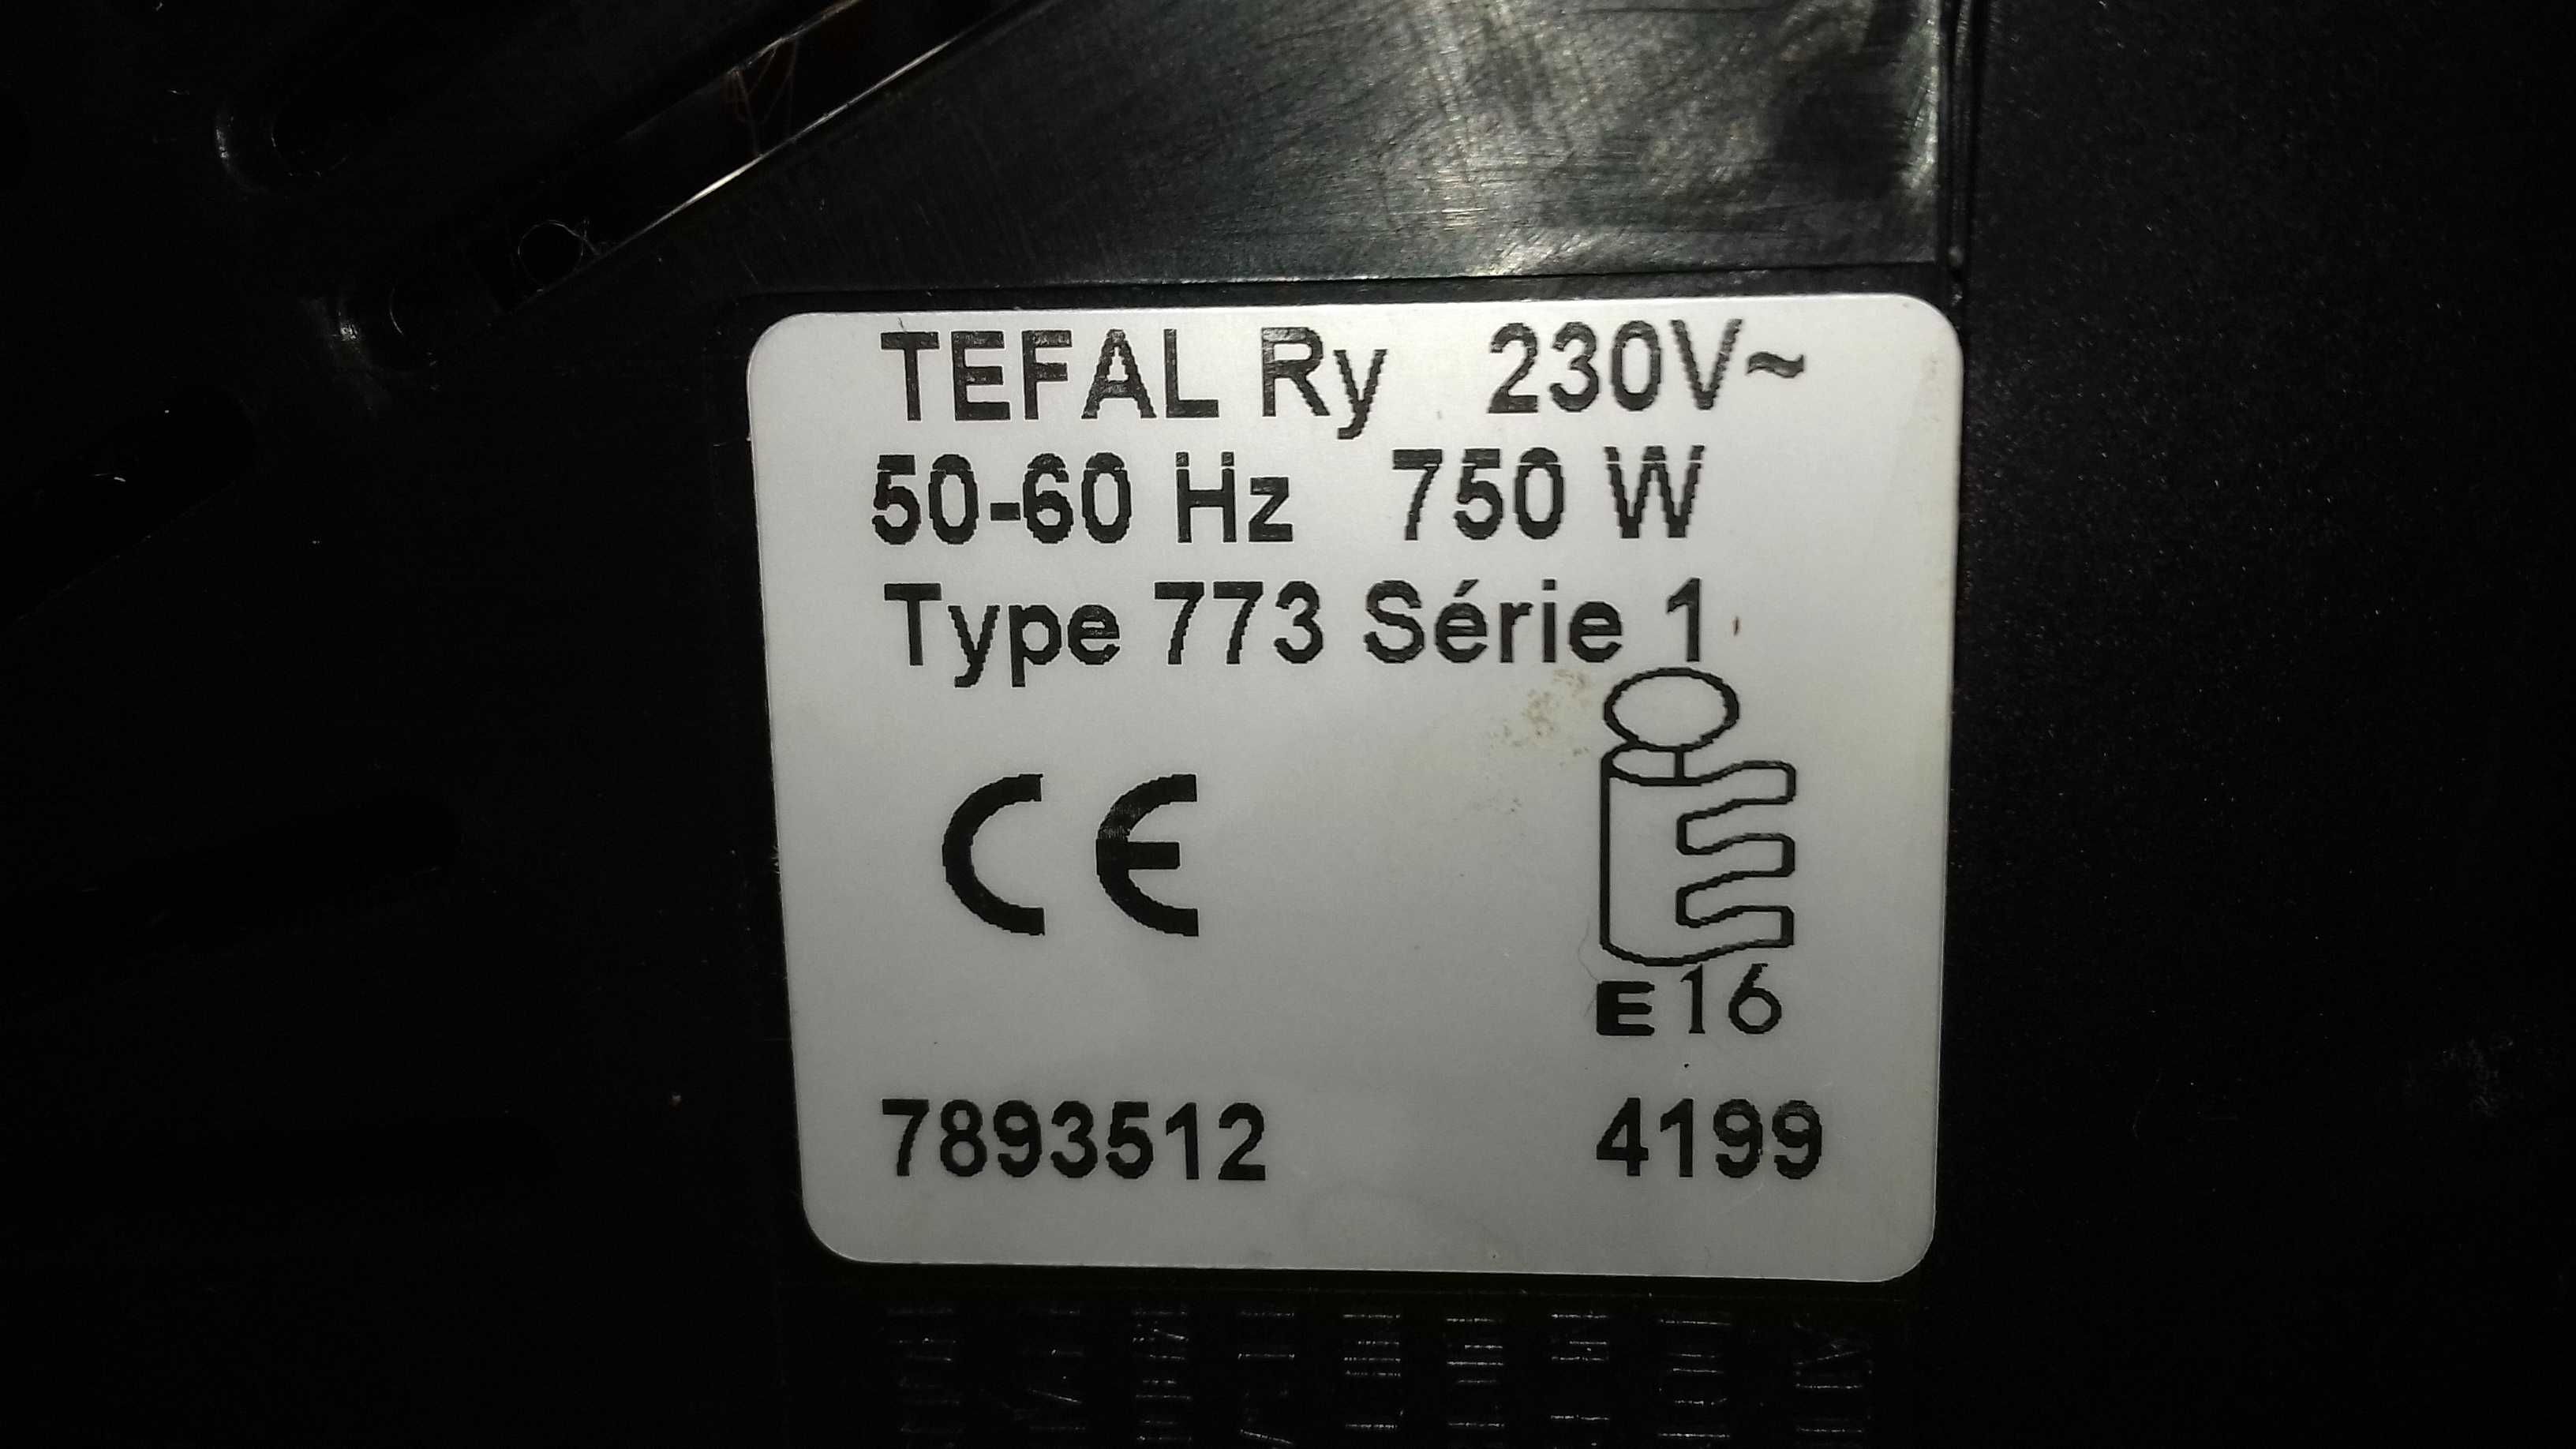 TEFAL Ry 230V~
50-60 Hz 750 W
Type 773 Série 1
CE
E16
7893512 4199